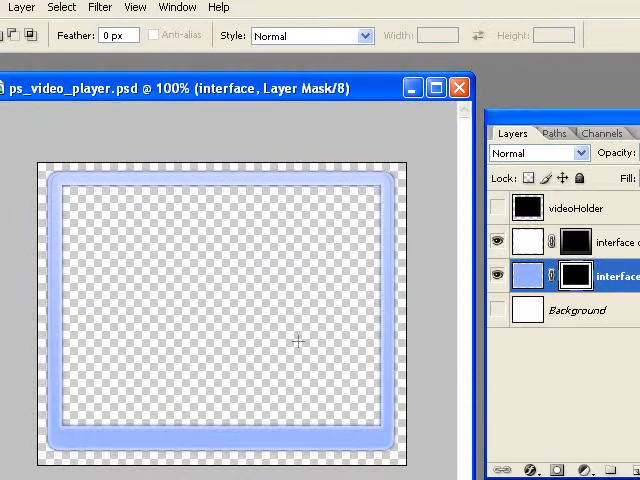 Layer Select Filter View Window Help
Feather: 0 px Anti-alias Style: Normal Width: Height:
ps_video_player.psd @ 100% (interface, Layer Mask/8)
Layers Paths Channels
Normal Opacity:
Lock: Fill:
videoHolder
interface
interface
Background